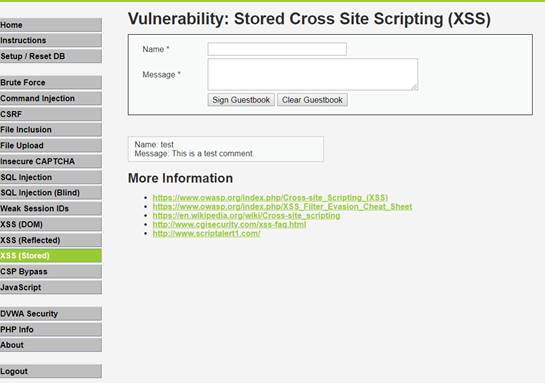 Home
Instructions
Setup / Reset DB
Brute Force
Command Injection
CSRF
File Inclusion
File Upload
Insecure CAPTCHA
SQL Injection
SQL Injection (Blind)
Weak Session IDs
XSS (DOM)
XSS (Reflected)
XSS (Stored)
CSP Bypass
JavaScript
DVWA Security
PHP Info
About
Logout
Vulnerability: Stored Cross Site Scripting (XSS)
Name *
Message *
Sign Guestbook Clear Guestbook
Name: test
Message: This is a test comment.
More Information
https://www.owasp.org/index.php/Cross-site_Scripting_(XSS)
https://www.owasp.org/index.php/XSS_Filter_Evasion_Cheat_Sheet
https://en.wikipedia.org/wiki/Cross-site_scripting
http://www.cgisecurity.com/xss-faq.html
http://www.scriptalert1.com/